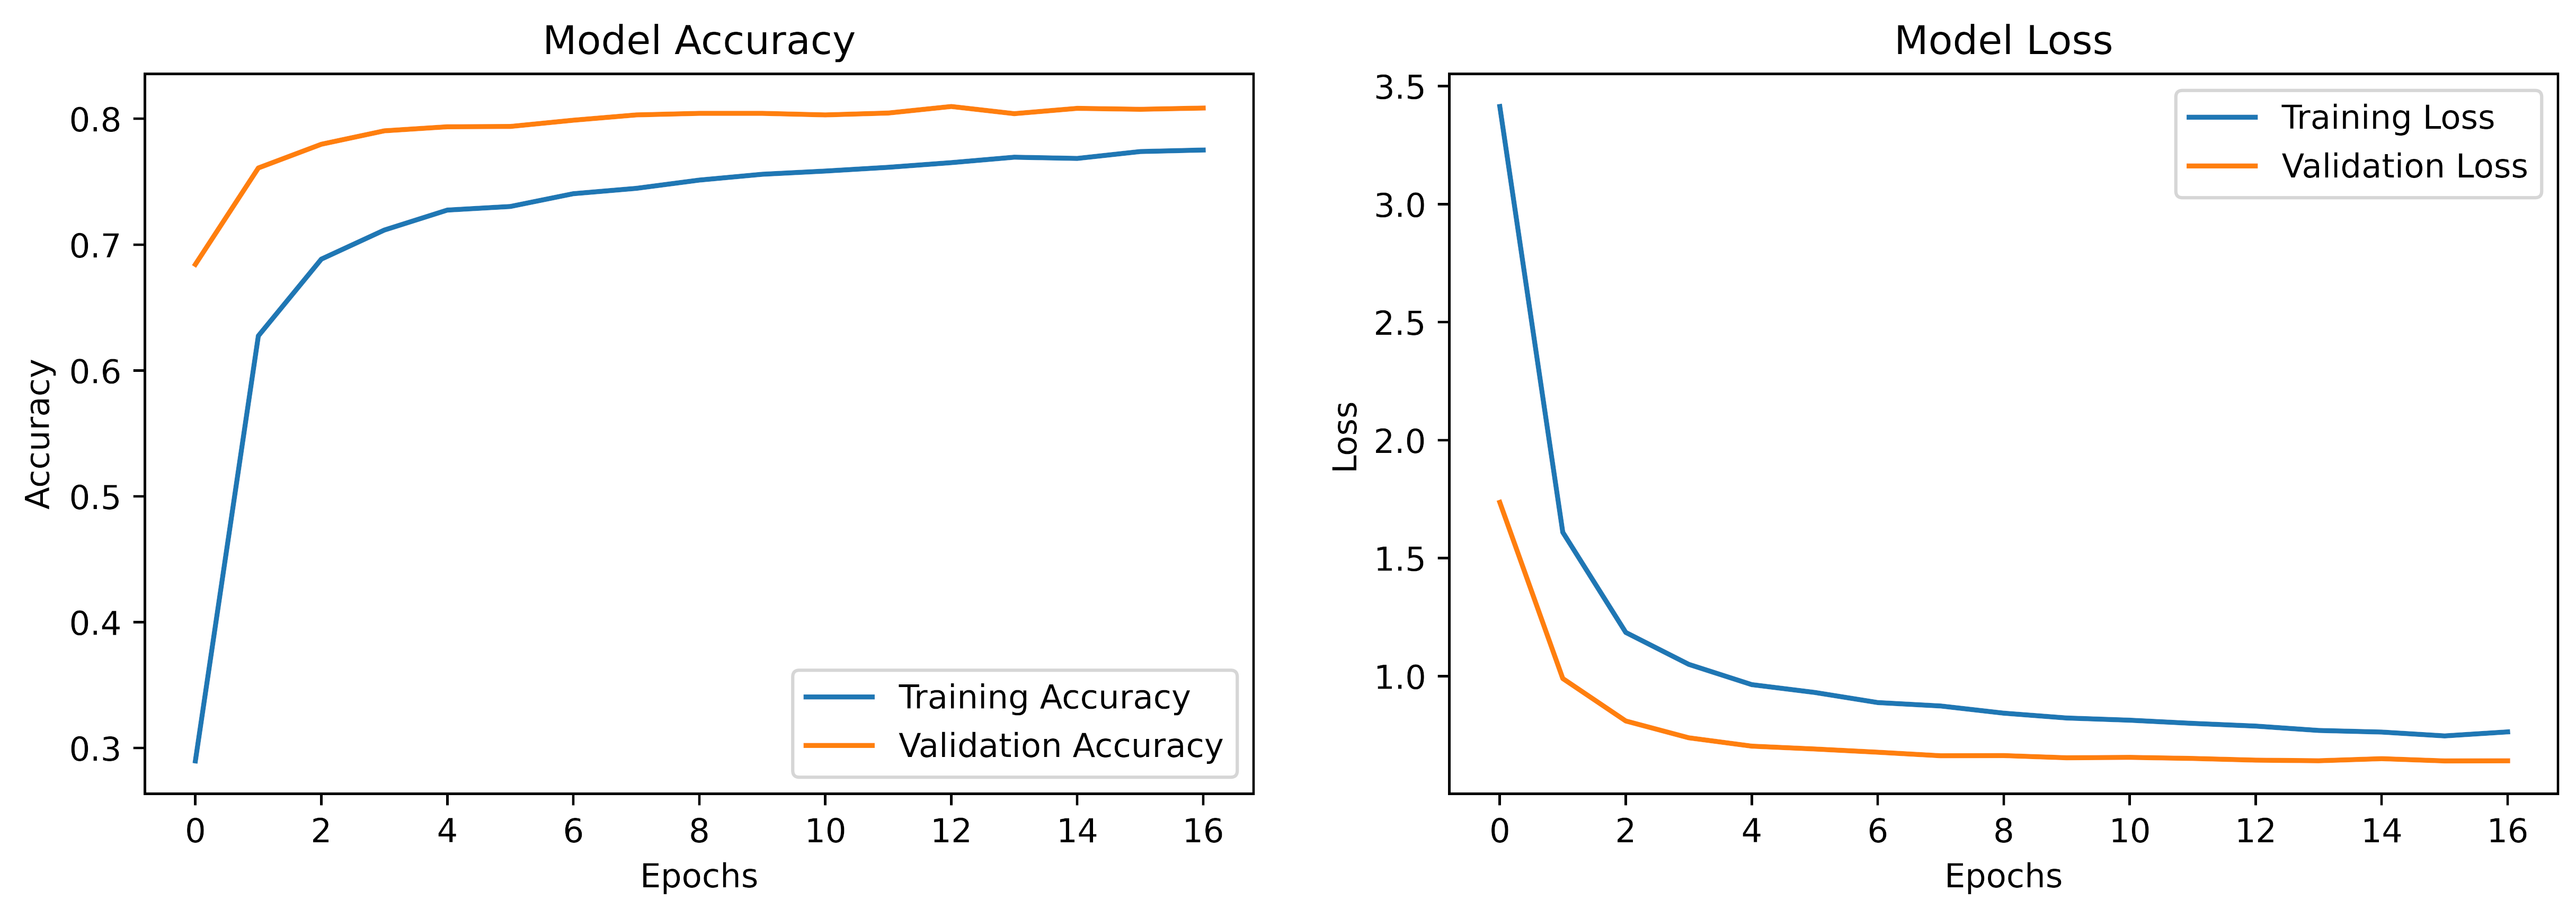 Model Accuracy
Accuracy
0.8
0.7
0.6
0.5
0.4
0.3
0 2 4 6 8 10 12 14 16
Epochs
Training Accuracy
Validation Accuracy
Model Loss
Loss
3.5
3.0
2.5
2.0
1.5
1.0
0 2 4 6 8 10 12 14 16
Epochs
Training Loss
Validation Loss